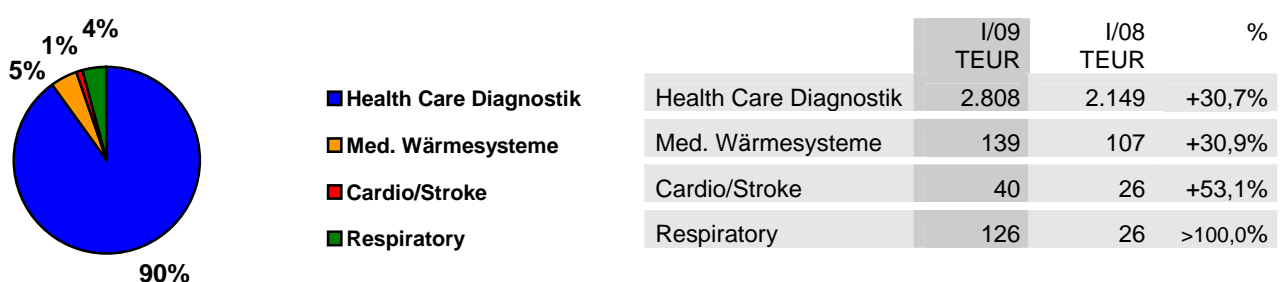 4%
1%
5%
90%
Health Care Diagnostik
Med. Wärmesysteme
Cardio/Stroke
Respiratory
I/09 I/08 %
TEUR TEUR
Health Care Diagnostik 2.808 2.149 +30,7%
Med. Wärmesysteme 139 107 +30,9%
Cardio/Stroke 40 26 +53,1%
Respiratory 126 26 >100,0%